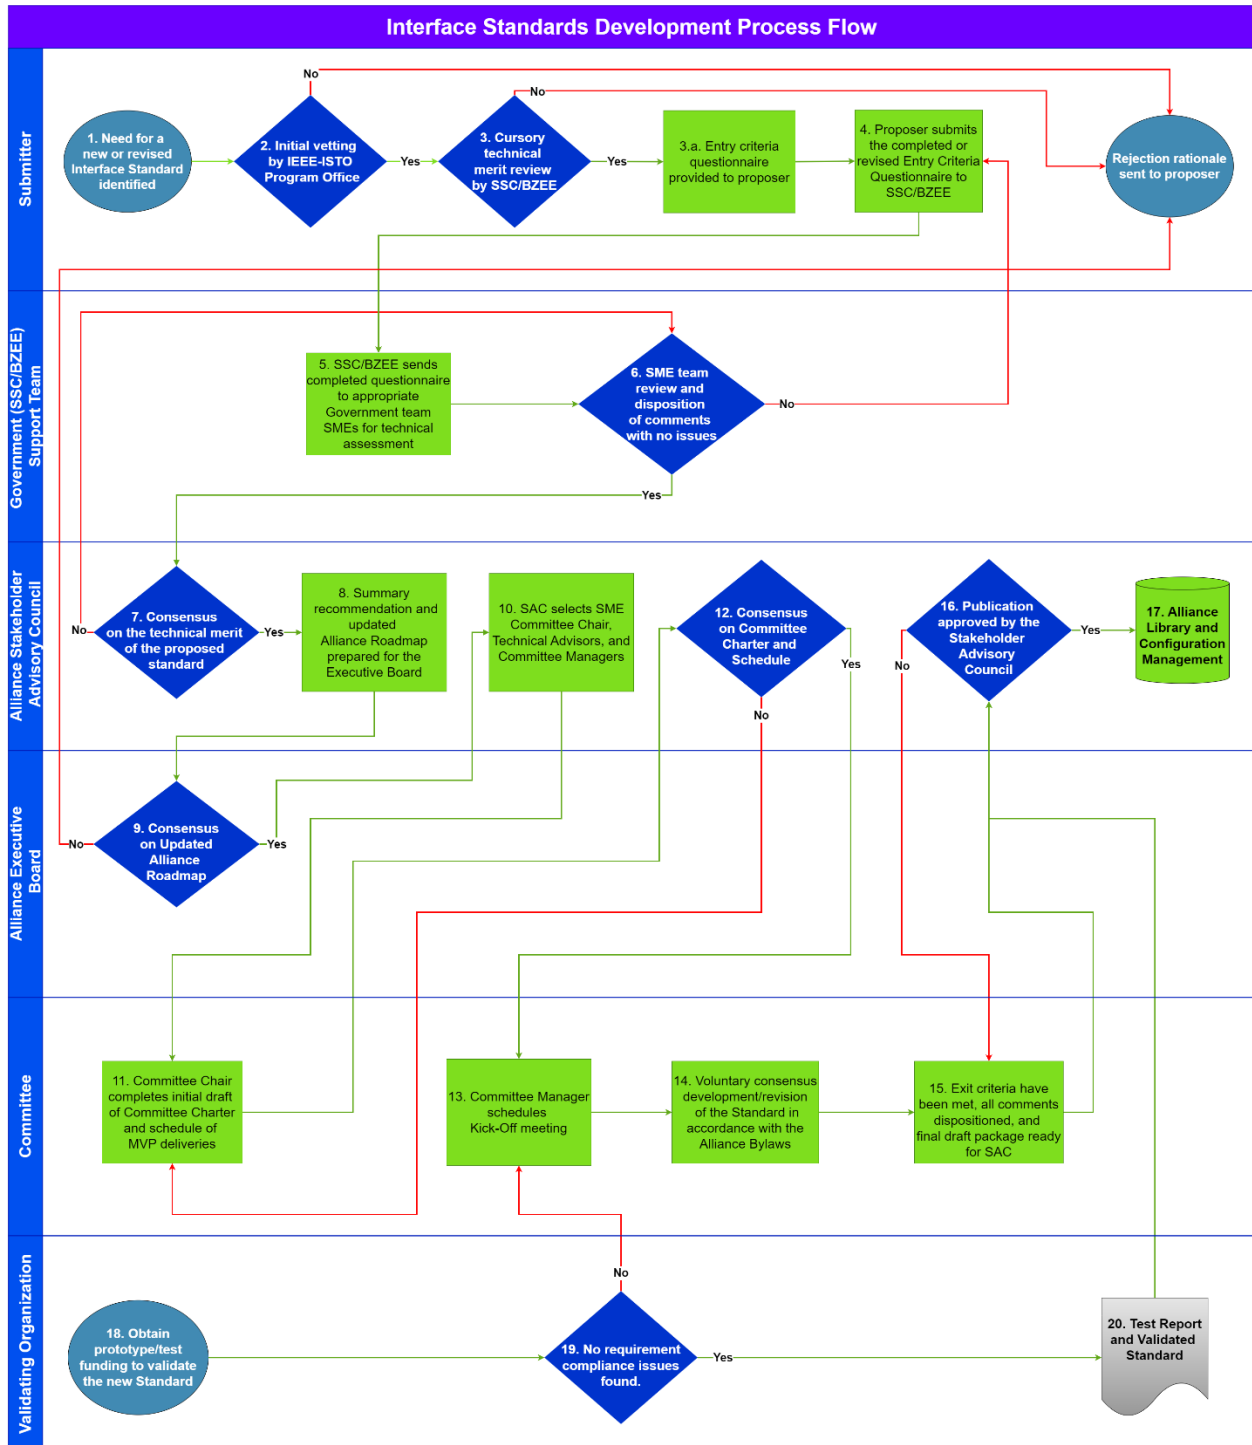 Interface Standards Development Process Flow
Submitter
No
No
1. Need for a
new or revised
Interface Standard
identified
2. Initial vetting
by IEEE-ISTO
Program Office
Yes
3. Cursory
technical
merit review
by SSC/BZEE
Yes
3.a. Entry criteria
questionnaire
provided to proposer
4. Proposer submits
the completed or
revised Entry Criteria
Questionnaire to
SSC/BZEE
Rejection rationale
sent to proposer
Government (SSC/BZEE)
Support Team
5. SSC/BZEE sends
completed questionnaire
to appropriate
Government team
SMEs for technical
assessment
6. SME team
review and
disposition
of comments
with no issues
No
Yes
Alliance Stakeholder
Advisory Council
No
7. Consensus
on the technical merit
of the proposed
standard
Yes
8. Summary
recommendation and
updated
Alliance Roadmap
prepared for the
Executive Board
10. SAC selects SME
Committee Chair,
Technical Advisors, and
Committee Managers
12. Consensus
on Committee
Charter and
Schedule
Yes
No
No
16. Publication
approved by the
Stakeholder
Advisory
Council
Yes
17. Alliance
Library and
Configuration
Management
Alliance Executive
Board
No
9. Consensus
on Updated
Alliance
Roadmap
Yes
Committee
11. Committee Chair
completes initial draft
of Committee Charter
and schedule of
MVP deliveries
13. Committee Manager
schedules
Kick-Off meeting
14. Voluntary consensus
development/revision
of the Standard in
accordance with the
Alliance Bylaws
15. Exit criteria have
been met, all comments
dispositioned, and
final draft package ready
for SAC
Validating Organization
No
18. Obtain
prototype/test
funding to validate
the new Standard
19. No requirement
compliance issues
found.
Yes
20. Test Report
and Validated
Standard